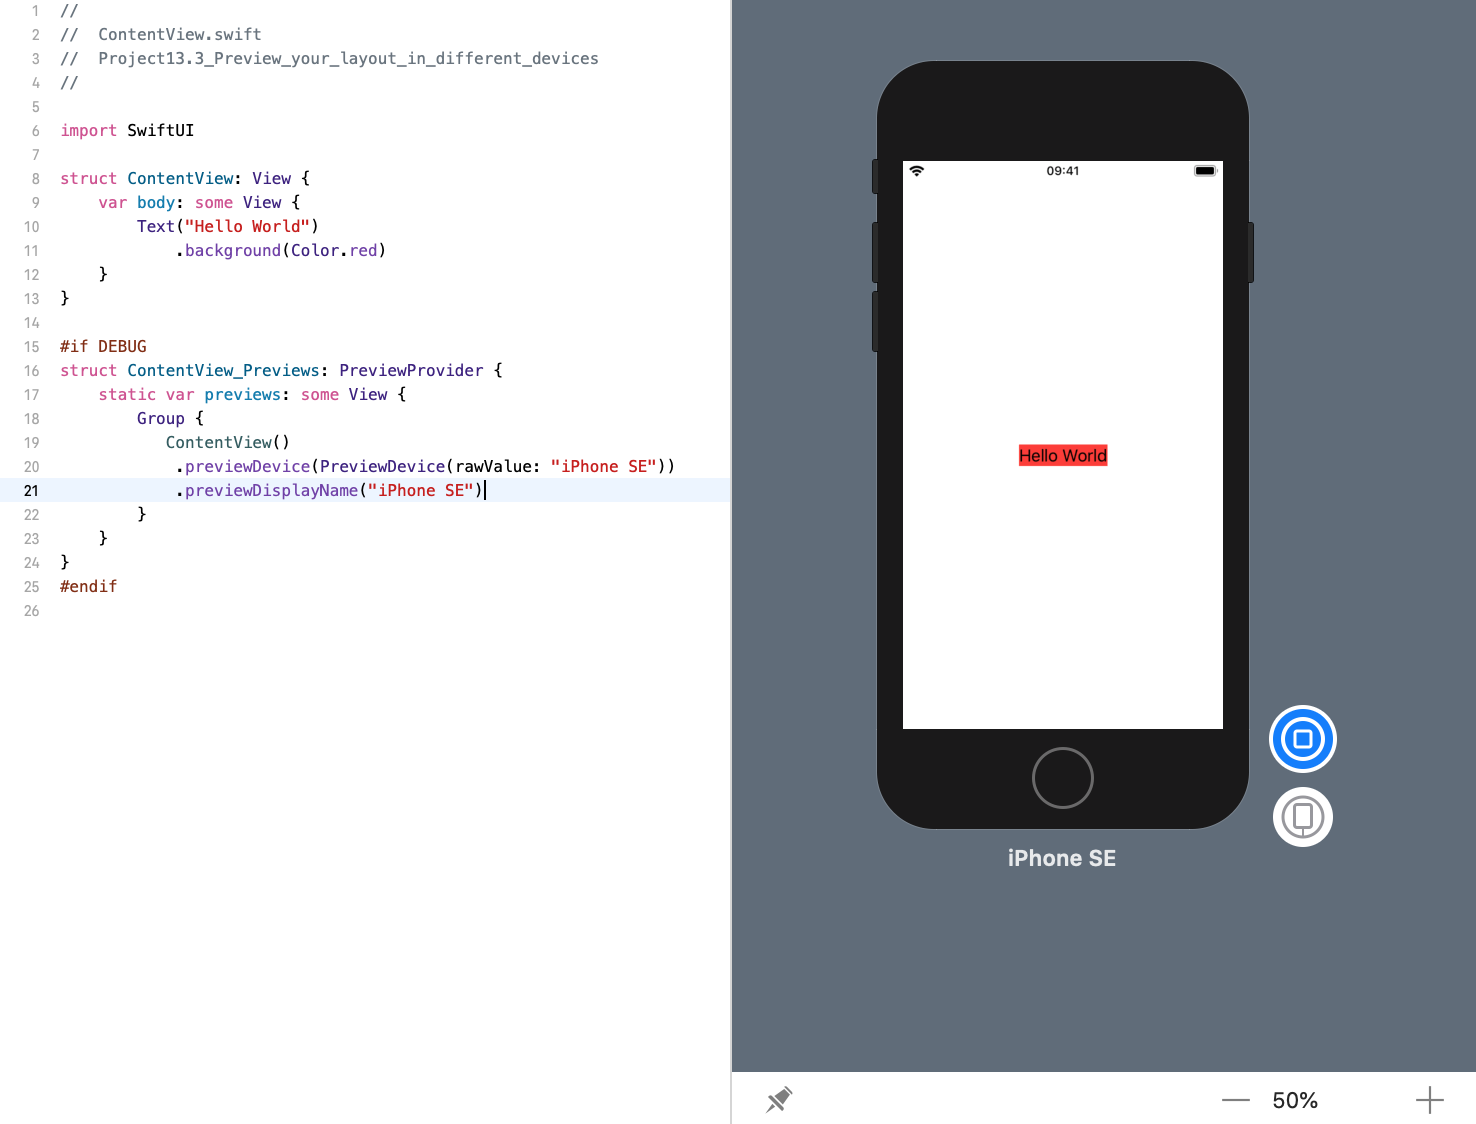 1 //
2 //  ContentView.swift
3 //  Project13.3_Preview_your_layout_in_different_devices
4 //
5
6 import SwiftUI
7
8 struct ContentView: View {
9     var body: some View {
10         Text("Hello World")
11             .background(Color.red)
12     }
13 }
14
15 #if DEBUG
16 struct ContentView_Previews: PreviewProvider {
17     static var previews: some View {
18         Group {
19            ContentView()
20             .previewDevice(PreviewDevice(rawValue: "iPhone SE"))
21             .previewDisplayName("iPhone SE")
22         }
23     }
24 }
25 #endif
26
09:41
Hello World
iPhone SE
50%